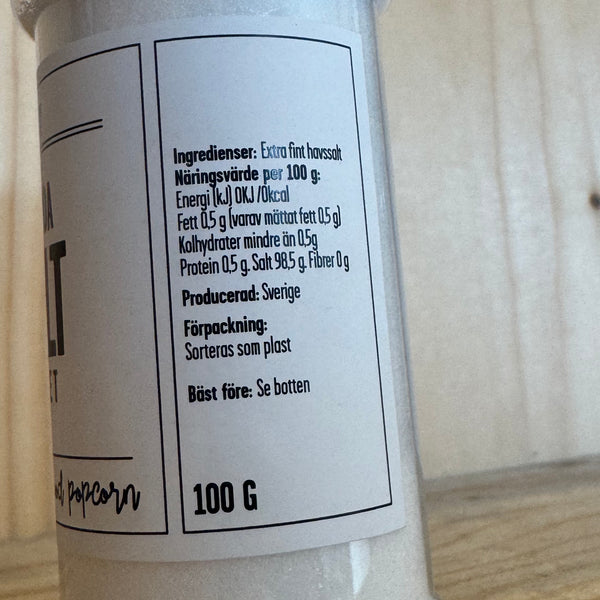 Ingredienser: Extra fint havssalt
Näringsvärde per 100 g:
Energi (kJ) 0KJ /0kcal
Fett 0,5 g (varav mättat fett 0,5 g)
Kolhydrater mindre än 0,5g
Protein 0,5 g. Salt 98,5 g. Fibrer 0 g
Producerad: Sverige
Förpackning:
Sorteras som plast
Bäst före: Se botten
100 G
popcorn